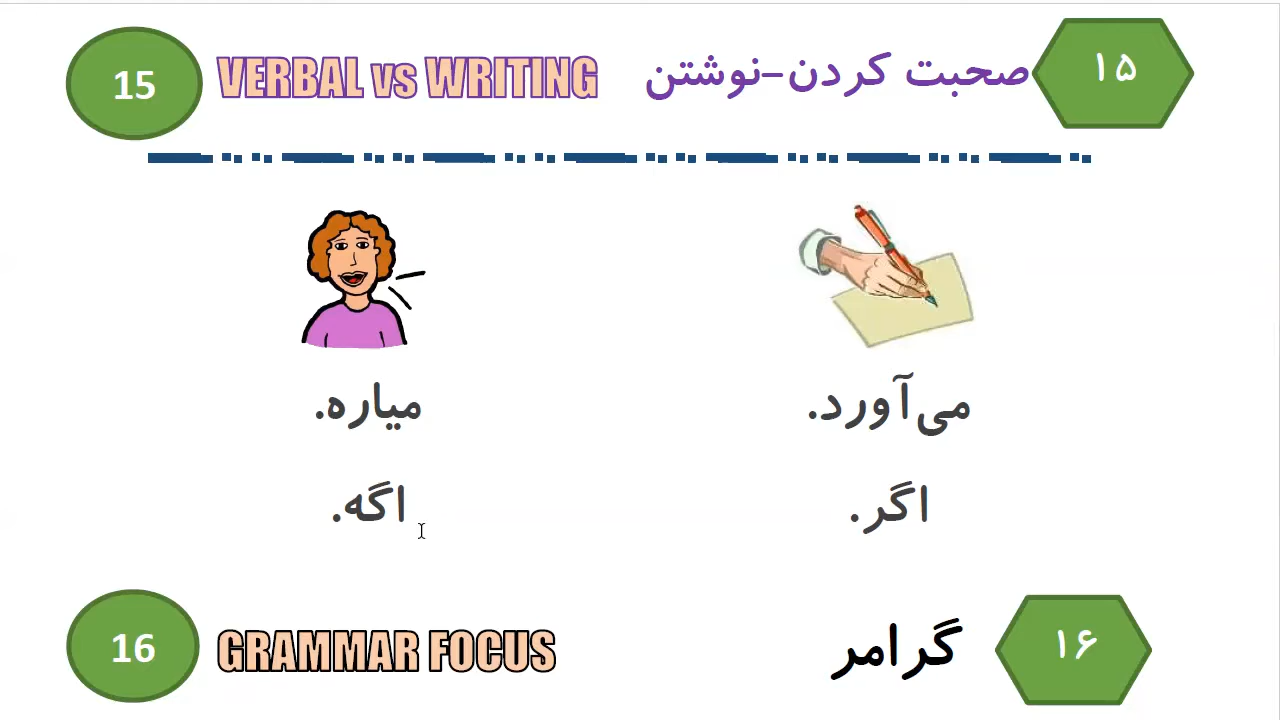 15 VERBAL vs WRITING صحبت کردن-نوشتن ۱۵
می‌آورد. میاره.
اگر. اگه.
16 GRAMMAR FOCUS گرامر ۱۶